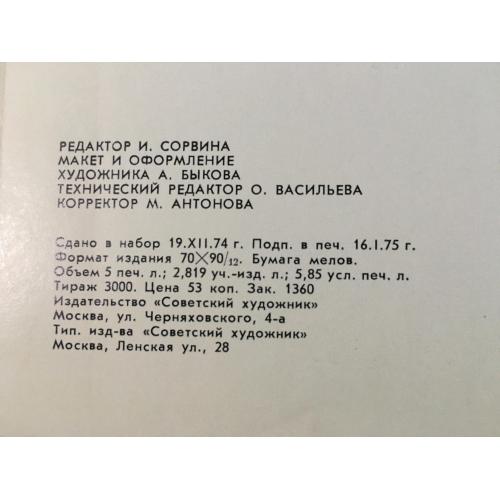 РЕДАКТОР И. СОРВИНА
МАКЕТ И ОФОРМЛЕНИЕ
ХУДОЖНИКА А. БЫКОВА
ТЕХНИЧЕСКИЙ РЕДАКТОР О. ВАСИЛЬЕВА
КОРРЕКТОР М. АНТОНОВА
Сдано в набор 19.XII.74 г. Подп. в печ. 16.I.75 г.
Формат издания 70×90/12. Бумага мелов.
Объем 5 печ. л.; 2,819 уч.-изд. л.; 5,85 усл. печ. л.
Тираж 3000. Цена 53 коп. Зак. 1360
Издательство «Советский художник»
Москва, ул. Черняховского, 4-а
Тип. изд-ва «Советский художник»
Москва, Ленская ул., 28